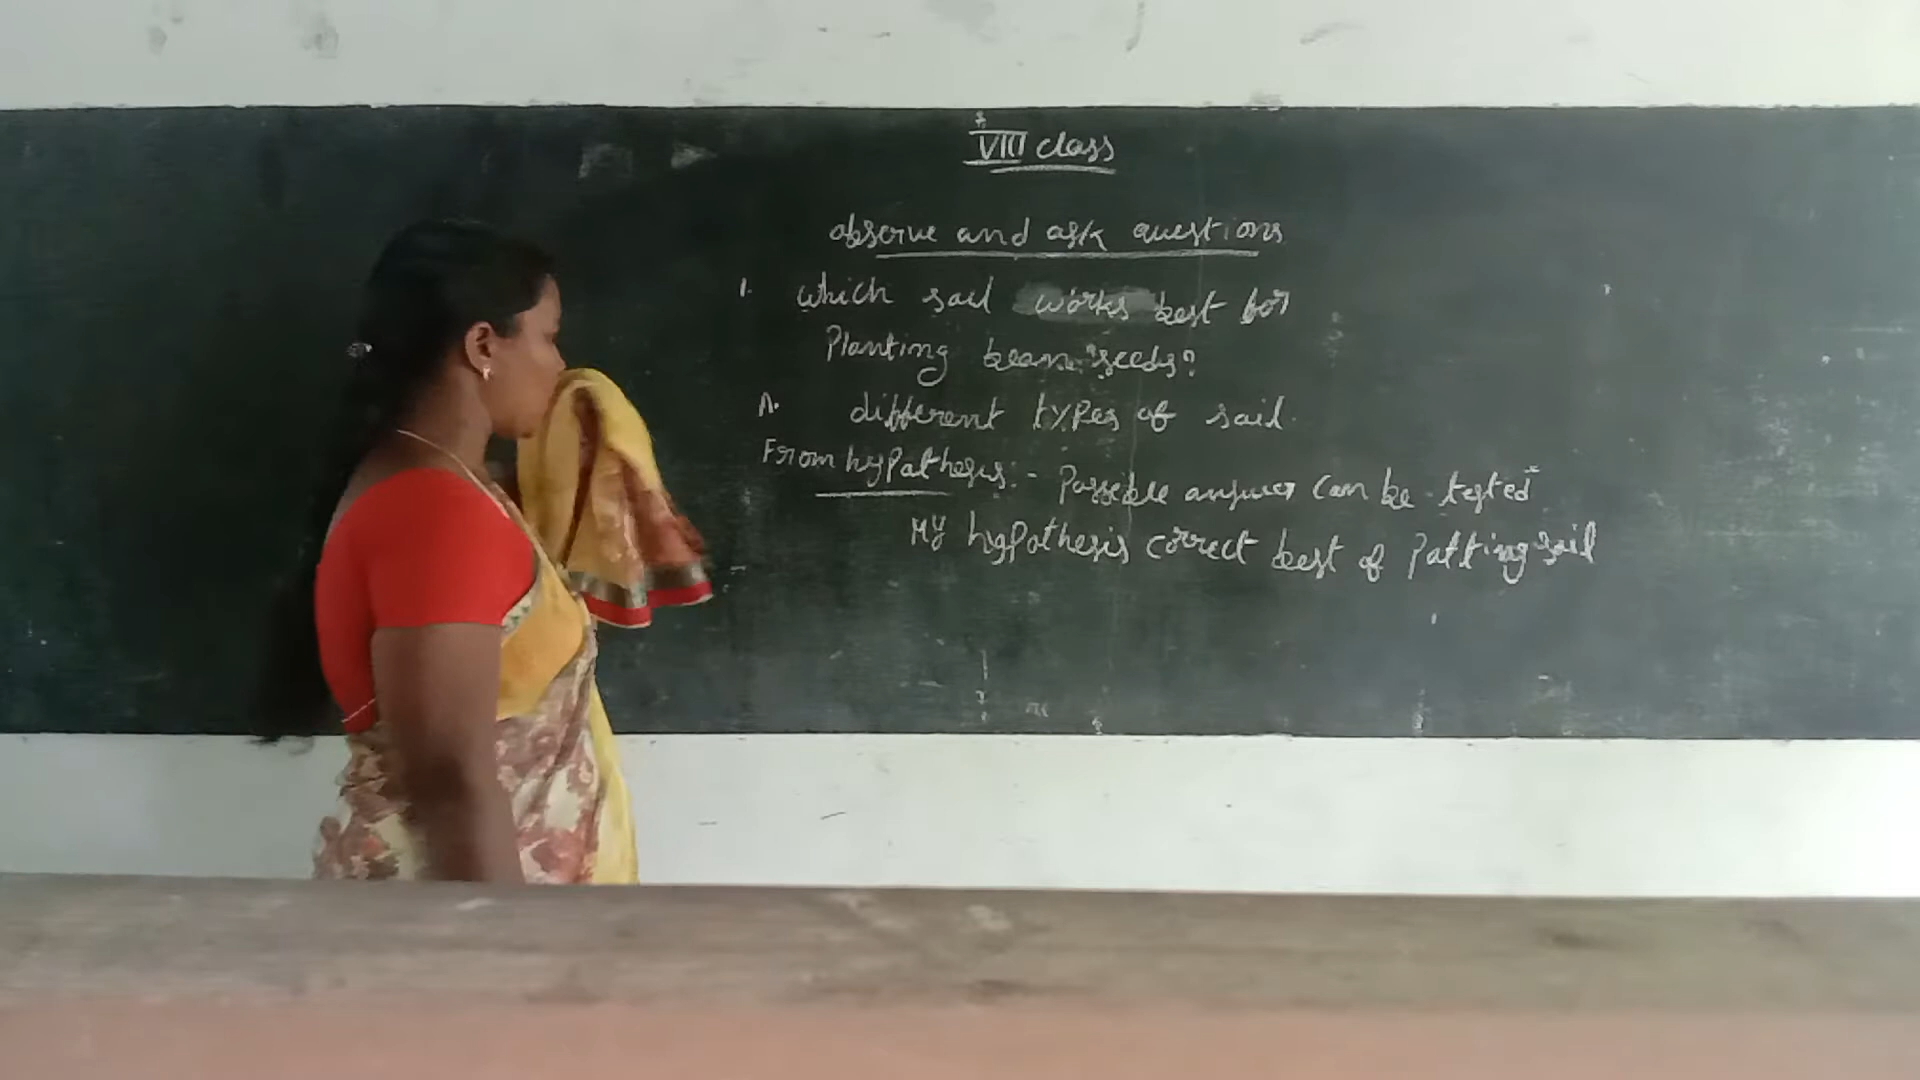 VIII class
observe and ask questions
1. which soil works best for
Planting bean seeds?
A. different types of soil.
From hypothesis:- Possible answer can be tested
My hypothesis correct best of Potting soil